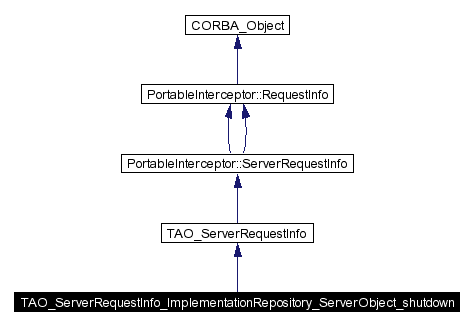 CORBA_Object
PortableInterceptor::RequestInfo
PortableInterceptor::ServerRequestInfo
TAO_ServerRequestInfo
TAO_ServerRequestInfo_ImplementationRepository_ServerObject_shutdown